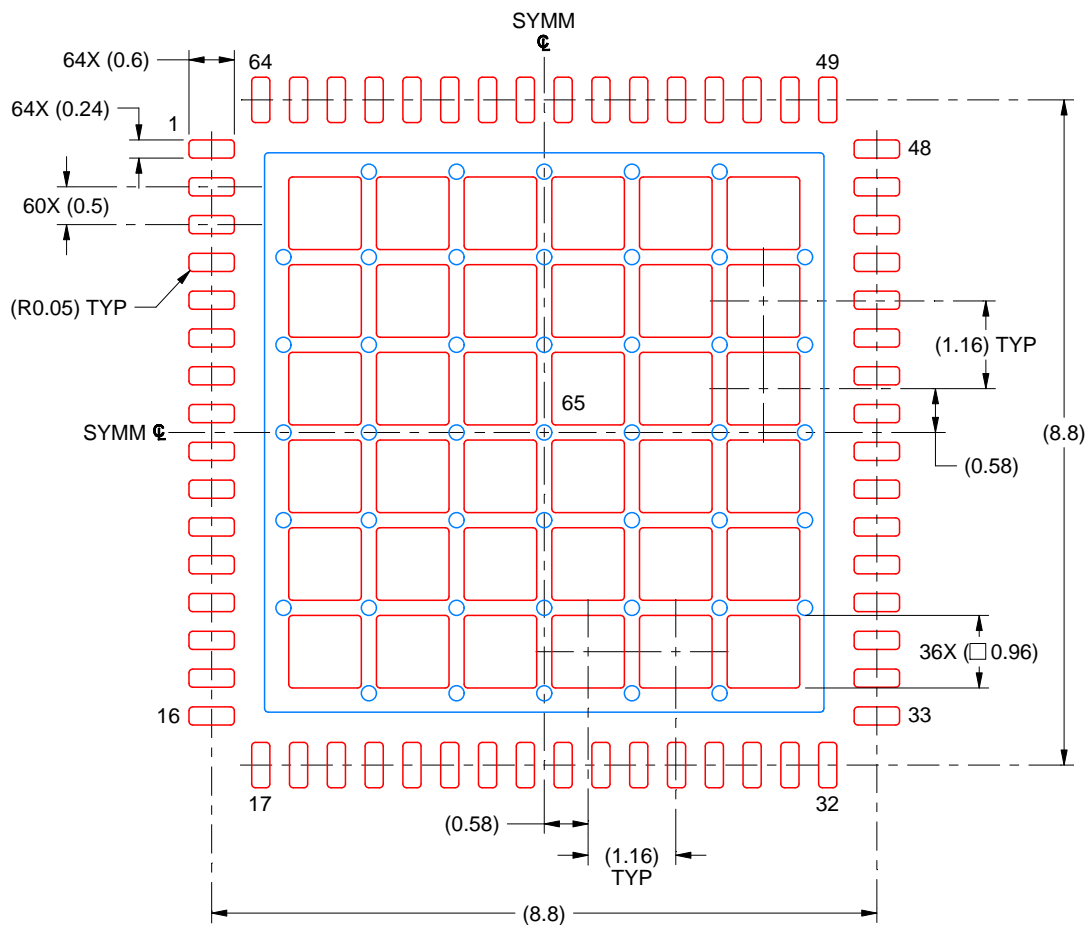 SYMM
℄
64X (0.6)
64
49
64X (0.24)
1
48
60X (0.5)
(R0.05) TYP
(1.16) TYP
65
SYMM ℄
(8.8)
(0.58)
36X (□ 0.96)
16
33
17
32
(0.58)
(1.16)
TYP
(8.8)